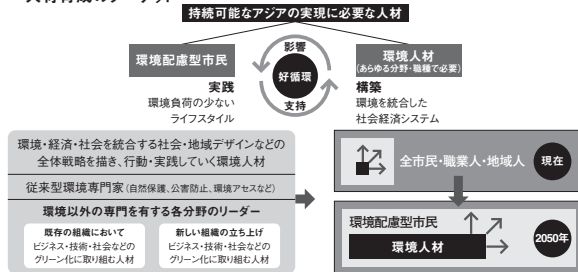 持続可能なアジアの実現に必要な人材
環境配慮型市民
実践
環境負荷の少ない
ライフスタイル
影響
好循環
支持
環境人材
(あらゆる分野・職種で必要)
構築
環境を統合した
社会経済システム
環境・経済・社会を統合する社会・地域デザインなどの
全体戦略を描き、行動・実践していく環境人材
従来型環境専門家(自然保護、公害防止、環境アセスなど)
環境以外の専門を有する各分野のリーダー
既存の組織において
ビジネス・技術・社会などの
グリーン化に取り組む人材
新しい組織の立ち上げ
ビジネス・技術・社会などの
グリーン化に取り組む人材
全市民・職業人・地域人
現在
環境配慮型市民
環境人材
2050年